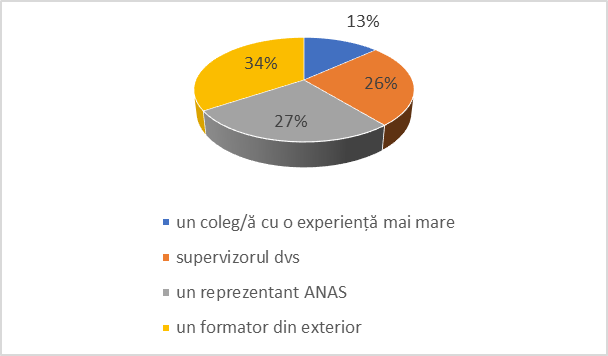 13%
34%
26%
27%
un coleg/ă cu o experiență mai mare
supervizorul dvs
un reprezentant ANAS
un formator din exterior